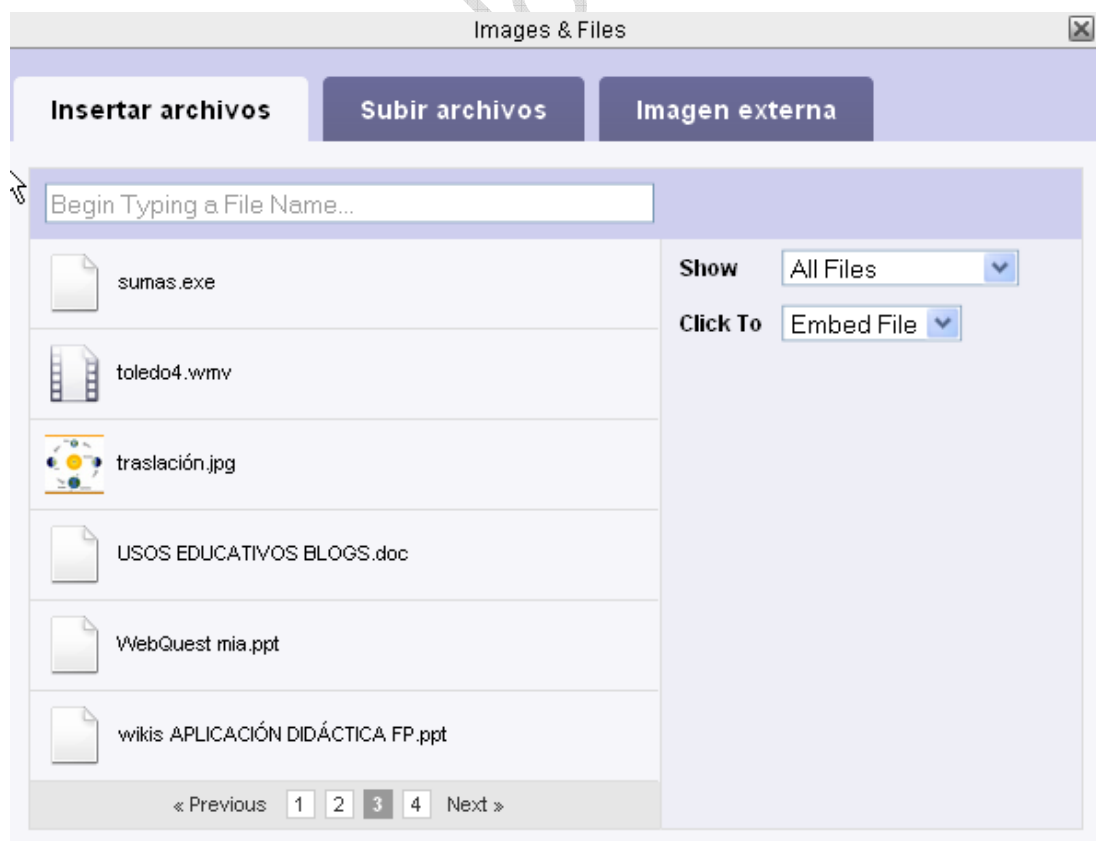 Images & Files
Insertar archivos Subir archivos Imagen externa
Begin Typing a File Name...
Show All Files
Click To Embed File
sumas.exe
toledo4.wmv
traslación.jpg
USOS EDUCATIVOS BLOGS.doc
WebQuest mia.ppt
wikis APLICACIÓN DIDÁCTICA FP.ppt
« Previous 1 2 3 4 Next »